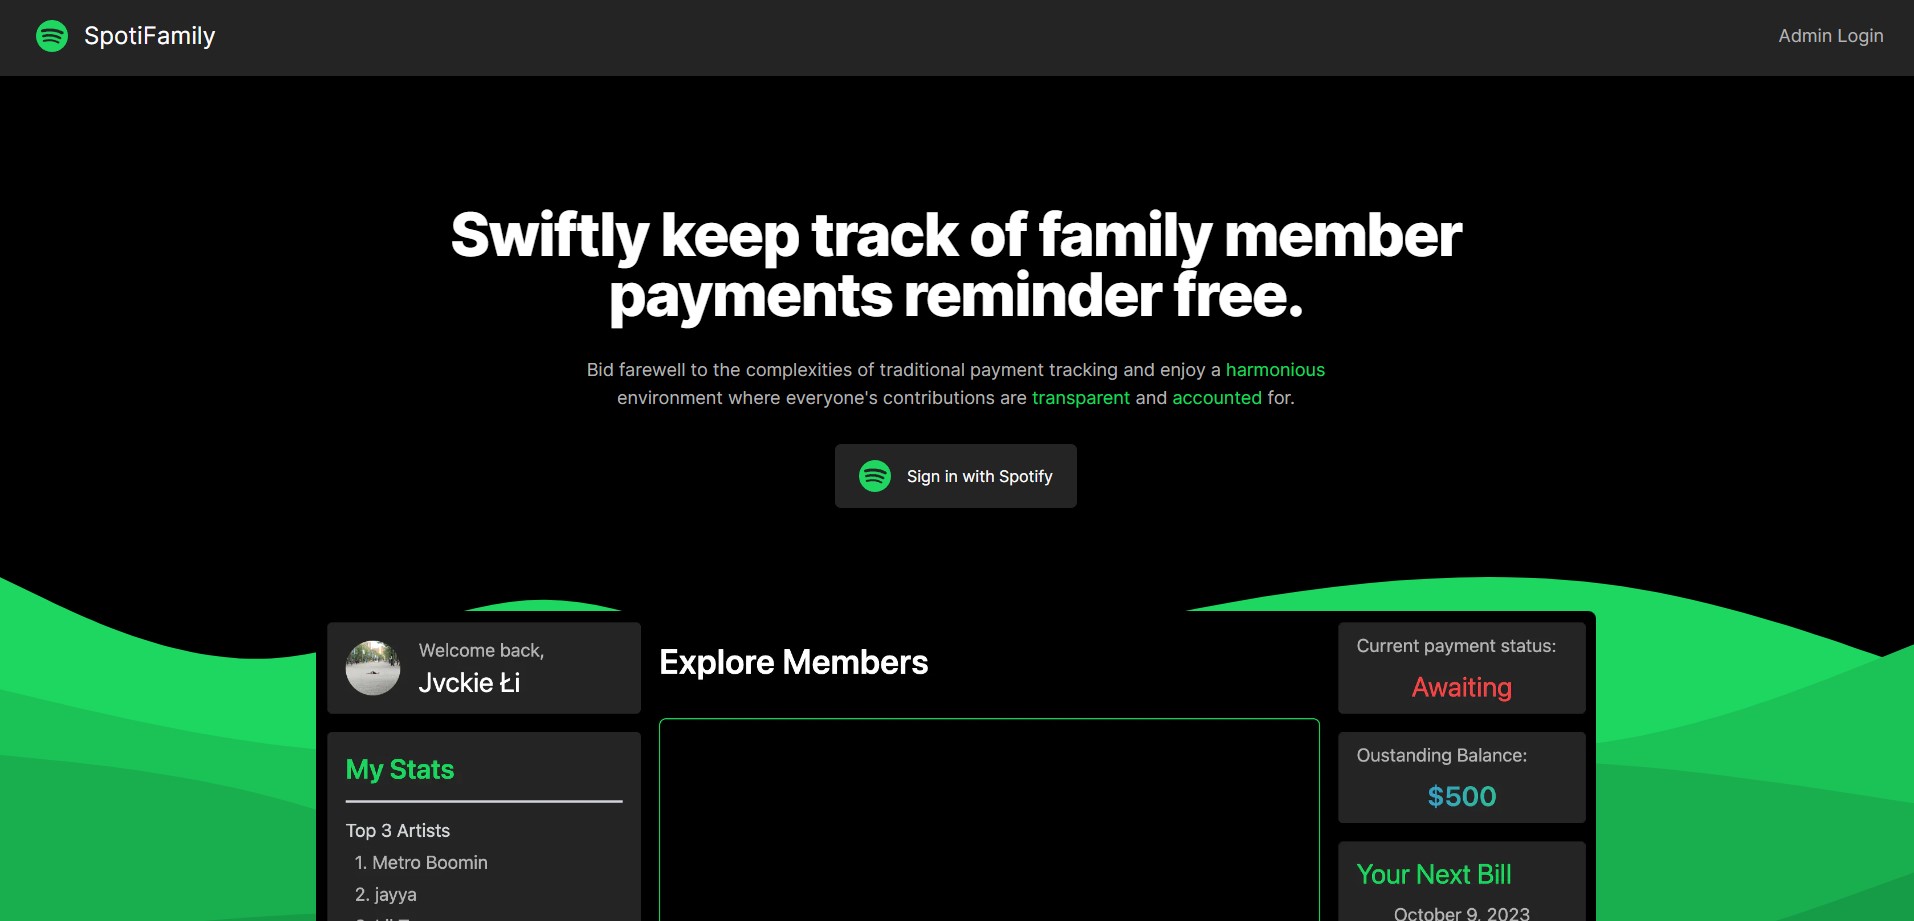 SpotiFamily
Admin Login
Swiftly keep track of family member
payments reminder free.
Bid farewell to the complexities of traditional payment tracking and enjoy a harmonious
environment where everyone's contributions are transparent and accounted for.
Sign in with Spotify
Welcome back,
Jvckie Łi
My Stats
Top 3 Artists
1. Metro Boomin
2. jayya
Explore Members
Current payment status:
Awaiting
Oustanding Balance:
$500
Your Next Bill
October 9, 2023